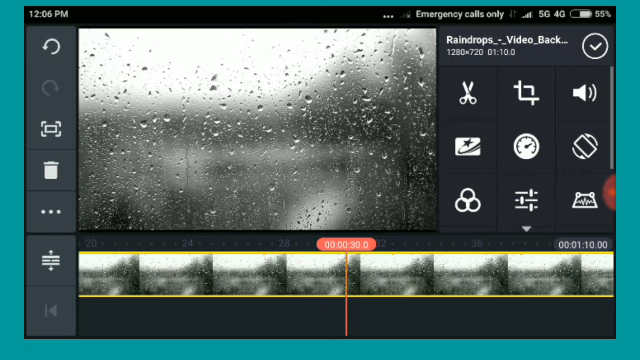 12:06 PM
... Emergency calls only 5G 4G 55%
Raindrops_-_Video_Back...
1280×720 01:10.0
20 24 28 00:00:30.0 32 36 00:01:10.00